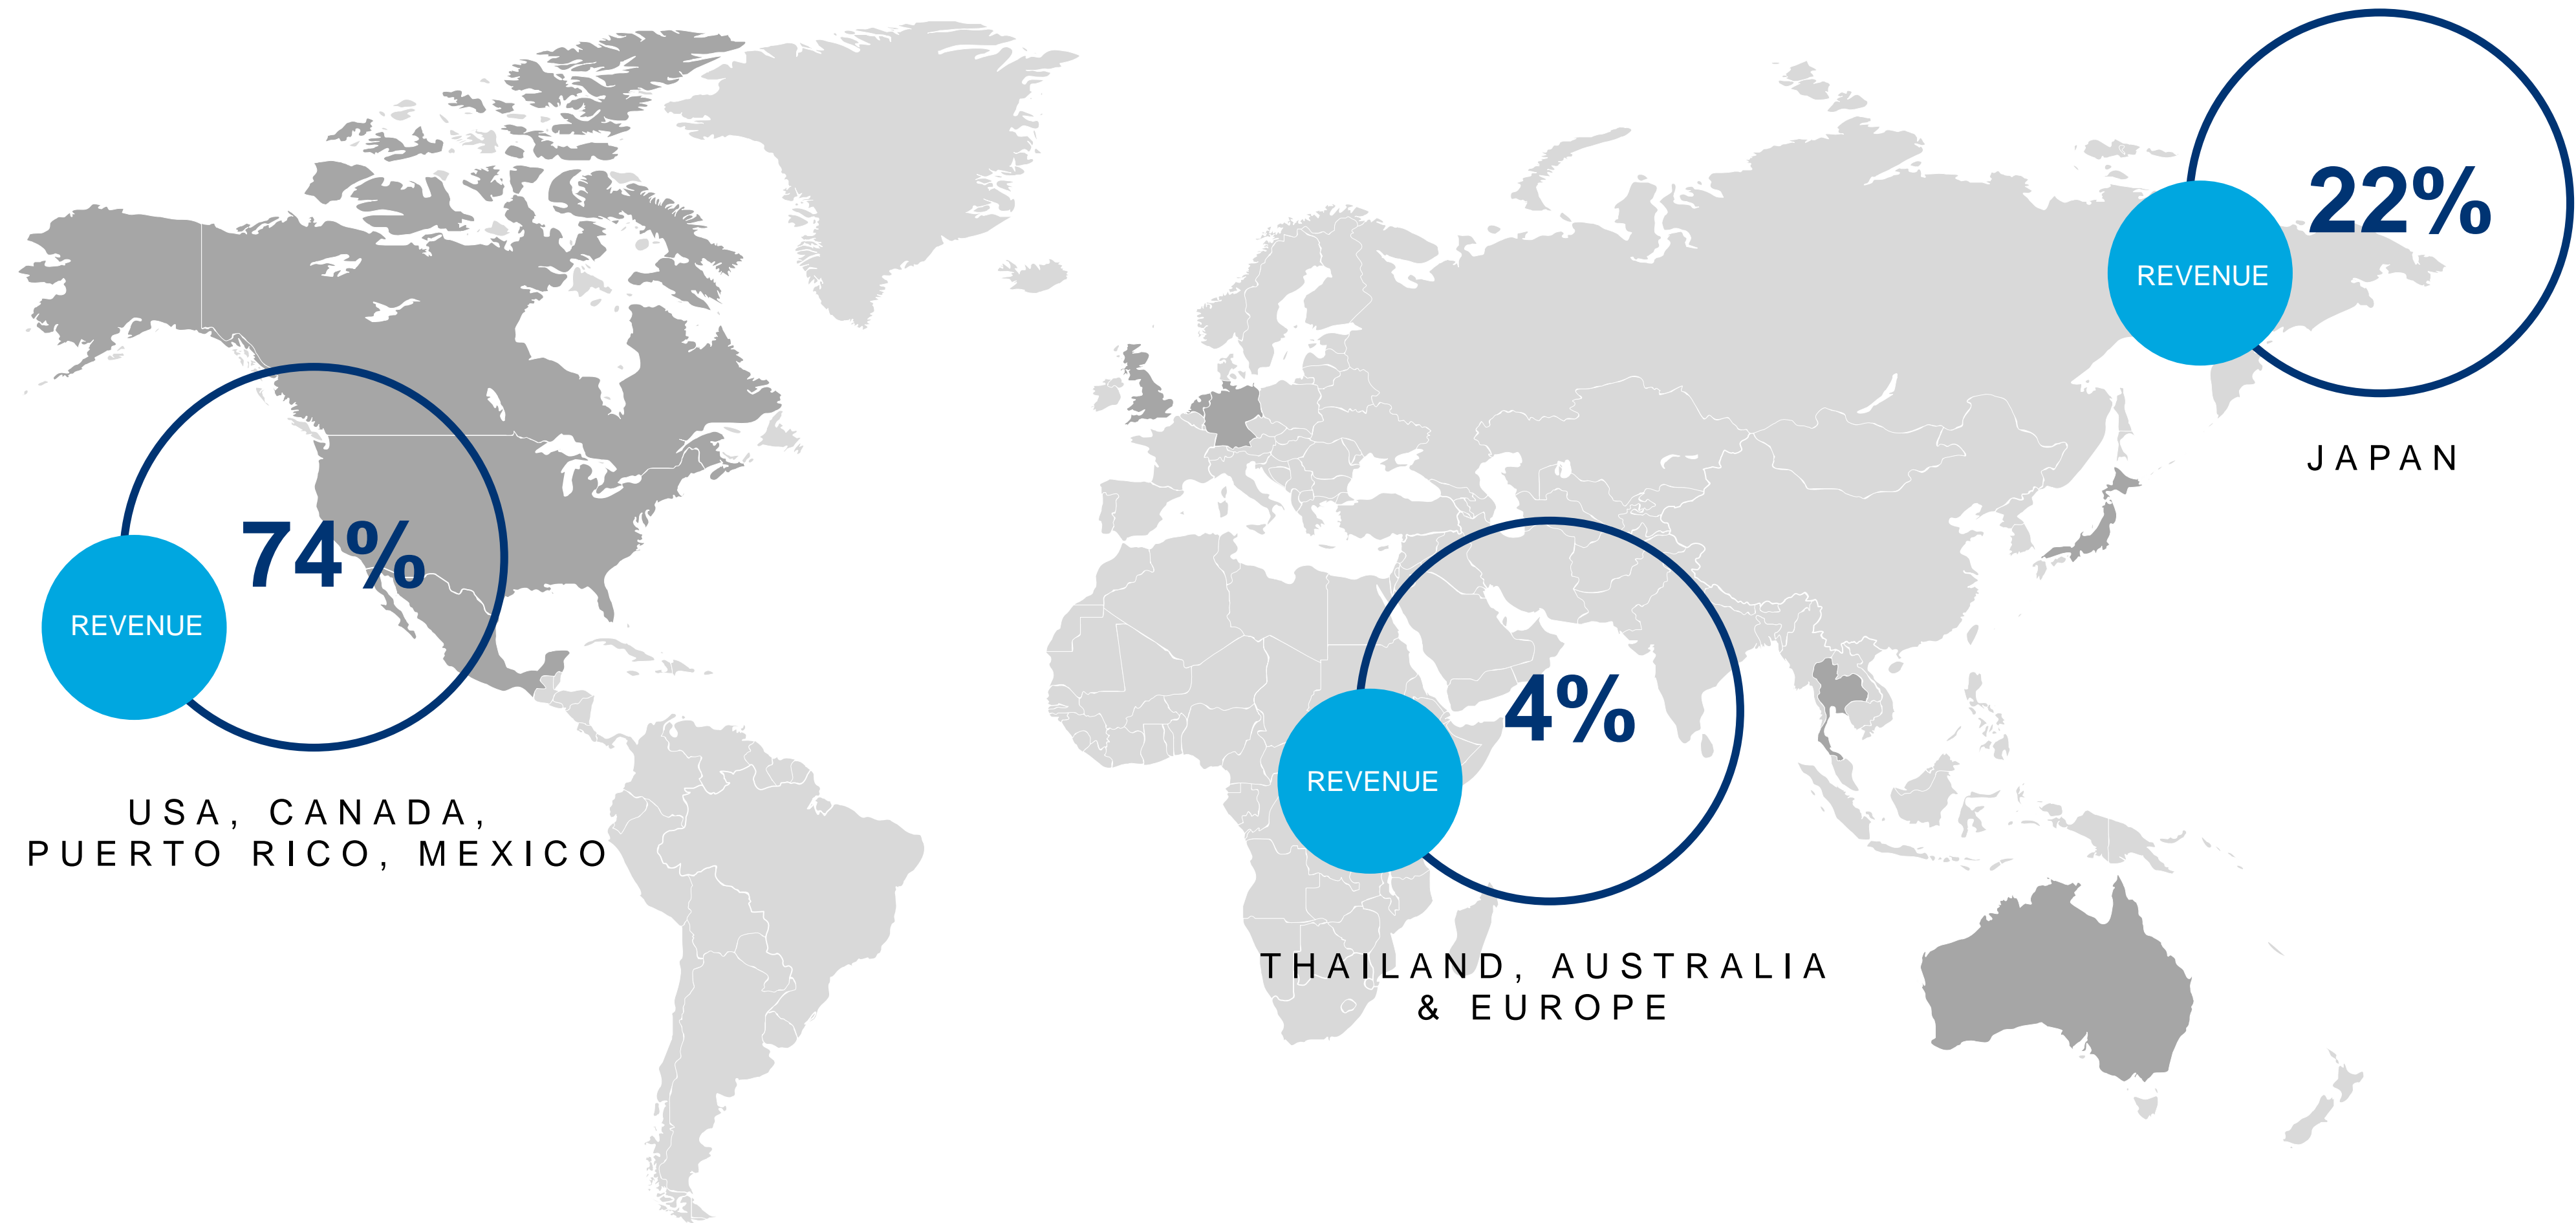 22%
REVENUE
JAPAN
74%
REVENUE
USA, CANADA,
PUERTO RICO, MEXICO
4%
REVENUE
THAILAND, AUSTRALIA
& EUROPE